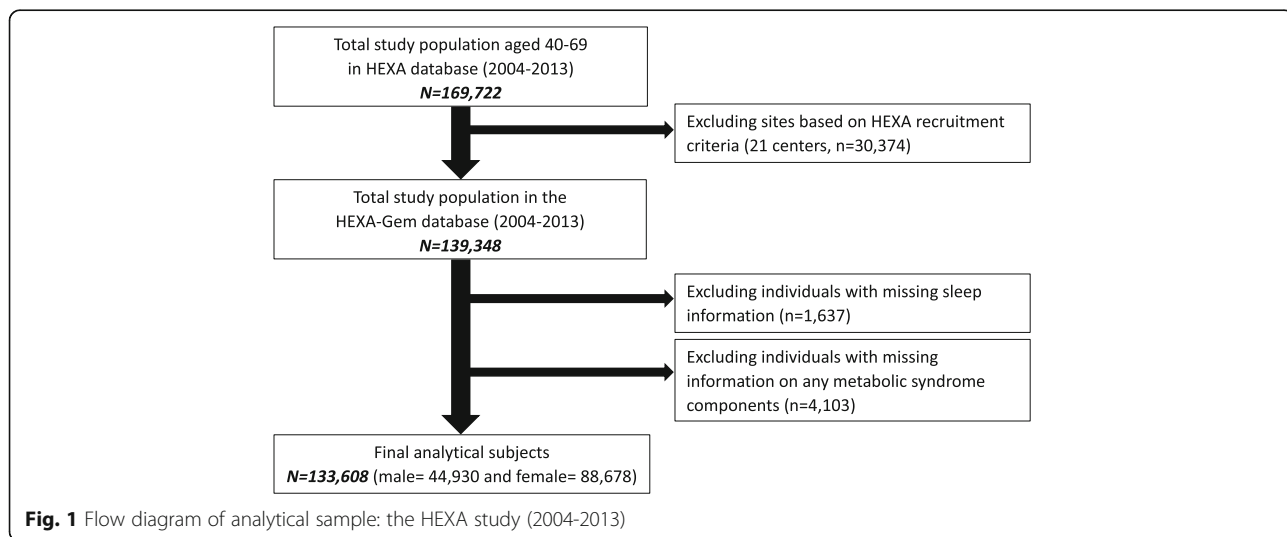 Total study population aged 40-69
in HEXA database (2004-2013)
N=169,722
Excluding sites based on HEXA recruitment
criteria (21 centers, n=30,374)
Total study population in the
HEXA-Gem database (2004-2013)
N=139,348
Excluding individuals with missing sleep
information (n=1,637)
Excluding individuals with missing
information on any metabolic syndrome
components (n=4,103)
Final analytical subjects
N=133,608 (male= 44,930 and female= 88,678)
Fig. 1 Flow diagram of analytical sample: the HEXA study (2004-2013)